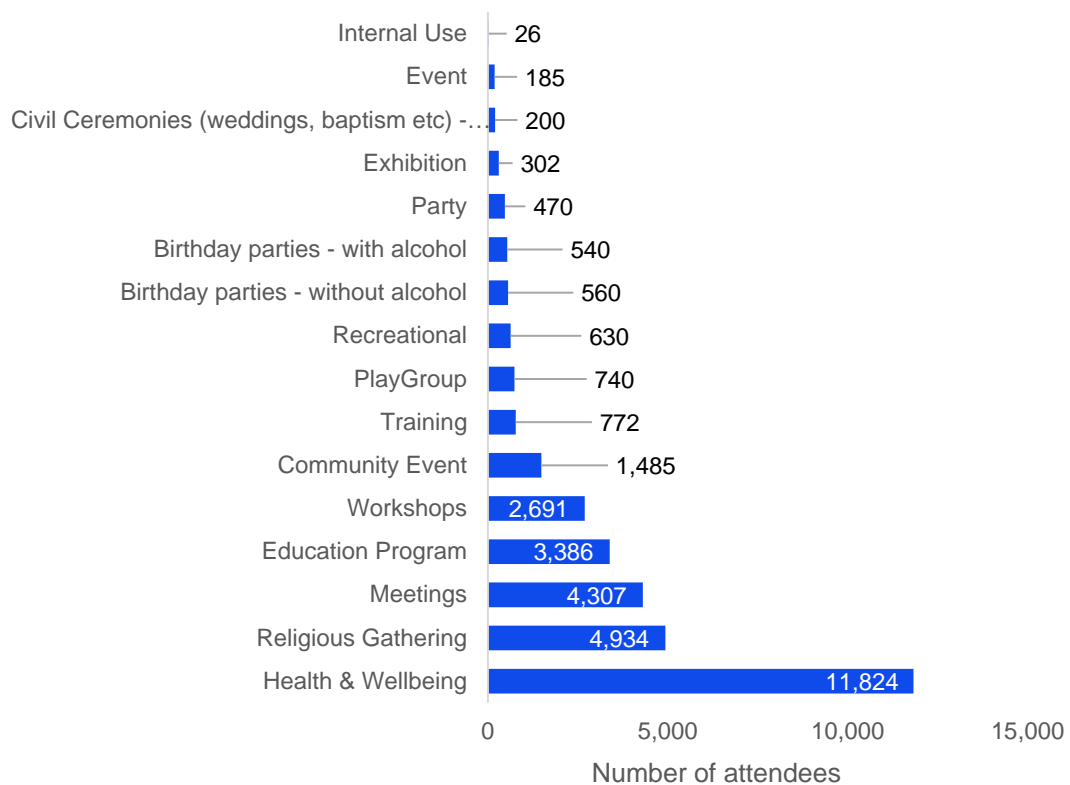 Internal Use 26
Event 185
Civil Ceremonies (weddings, baptism etc) -… 200
Exhibition 302
Party 470
Birthday parties - with alcohol 540
Birthday parties - without alcohol 560
Recreational 630
PlayGroup 740
Training 772
Community Event 1,485
Workshops 2,691
Education Program 3,386
Meetings 4,307
Religious Gathering 4,934
Health & Wellbeing 11,824
0 5,000 10,000 15,000
Number of attendees